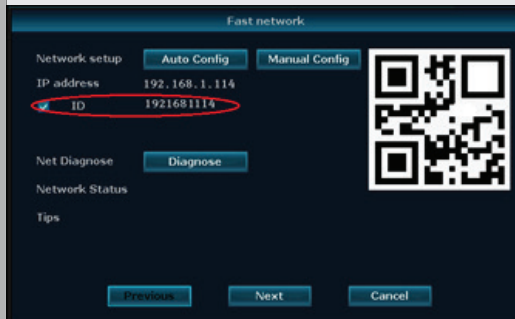 Fast network
Network setup Auto Config Manual Config
IP address 192.168.1.114
ID 1921681114
Net Diagnose Diagnose
Network Status
Tips
Previous Next Cancel